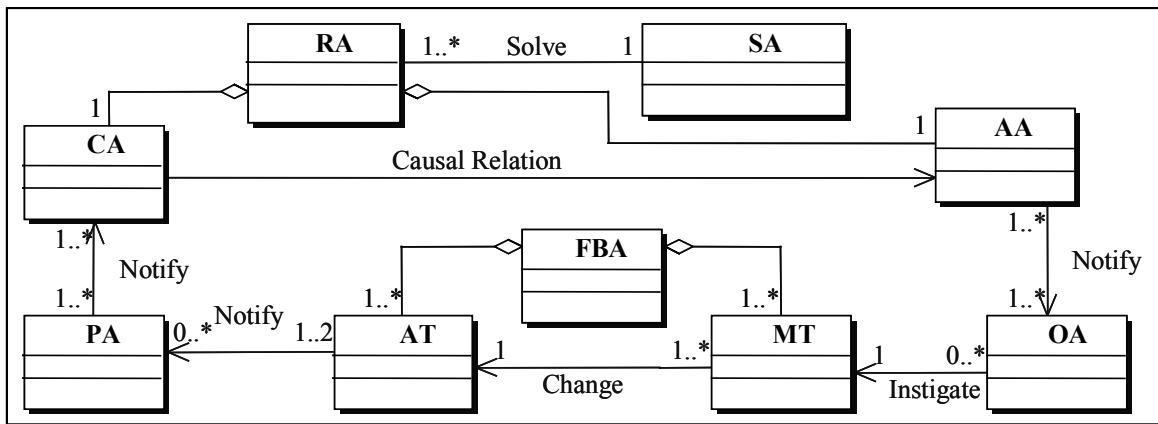 RA
1..* Solve 1
SA
1
CA
1
AA
Causal Relation
1..*
1..*
FBA
Notify
Notify
1..*
1..*
1..*
1..*
Notify
PA
0..*
1..2
AT
1
1..*
MT
1
0..*
OA
Change
Instigate